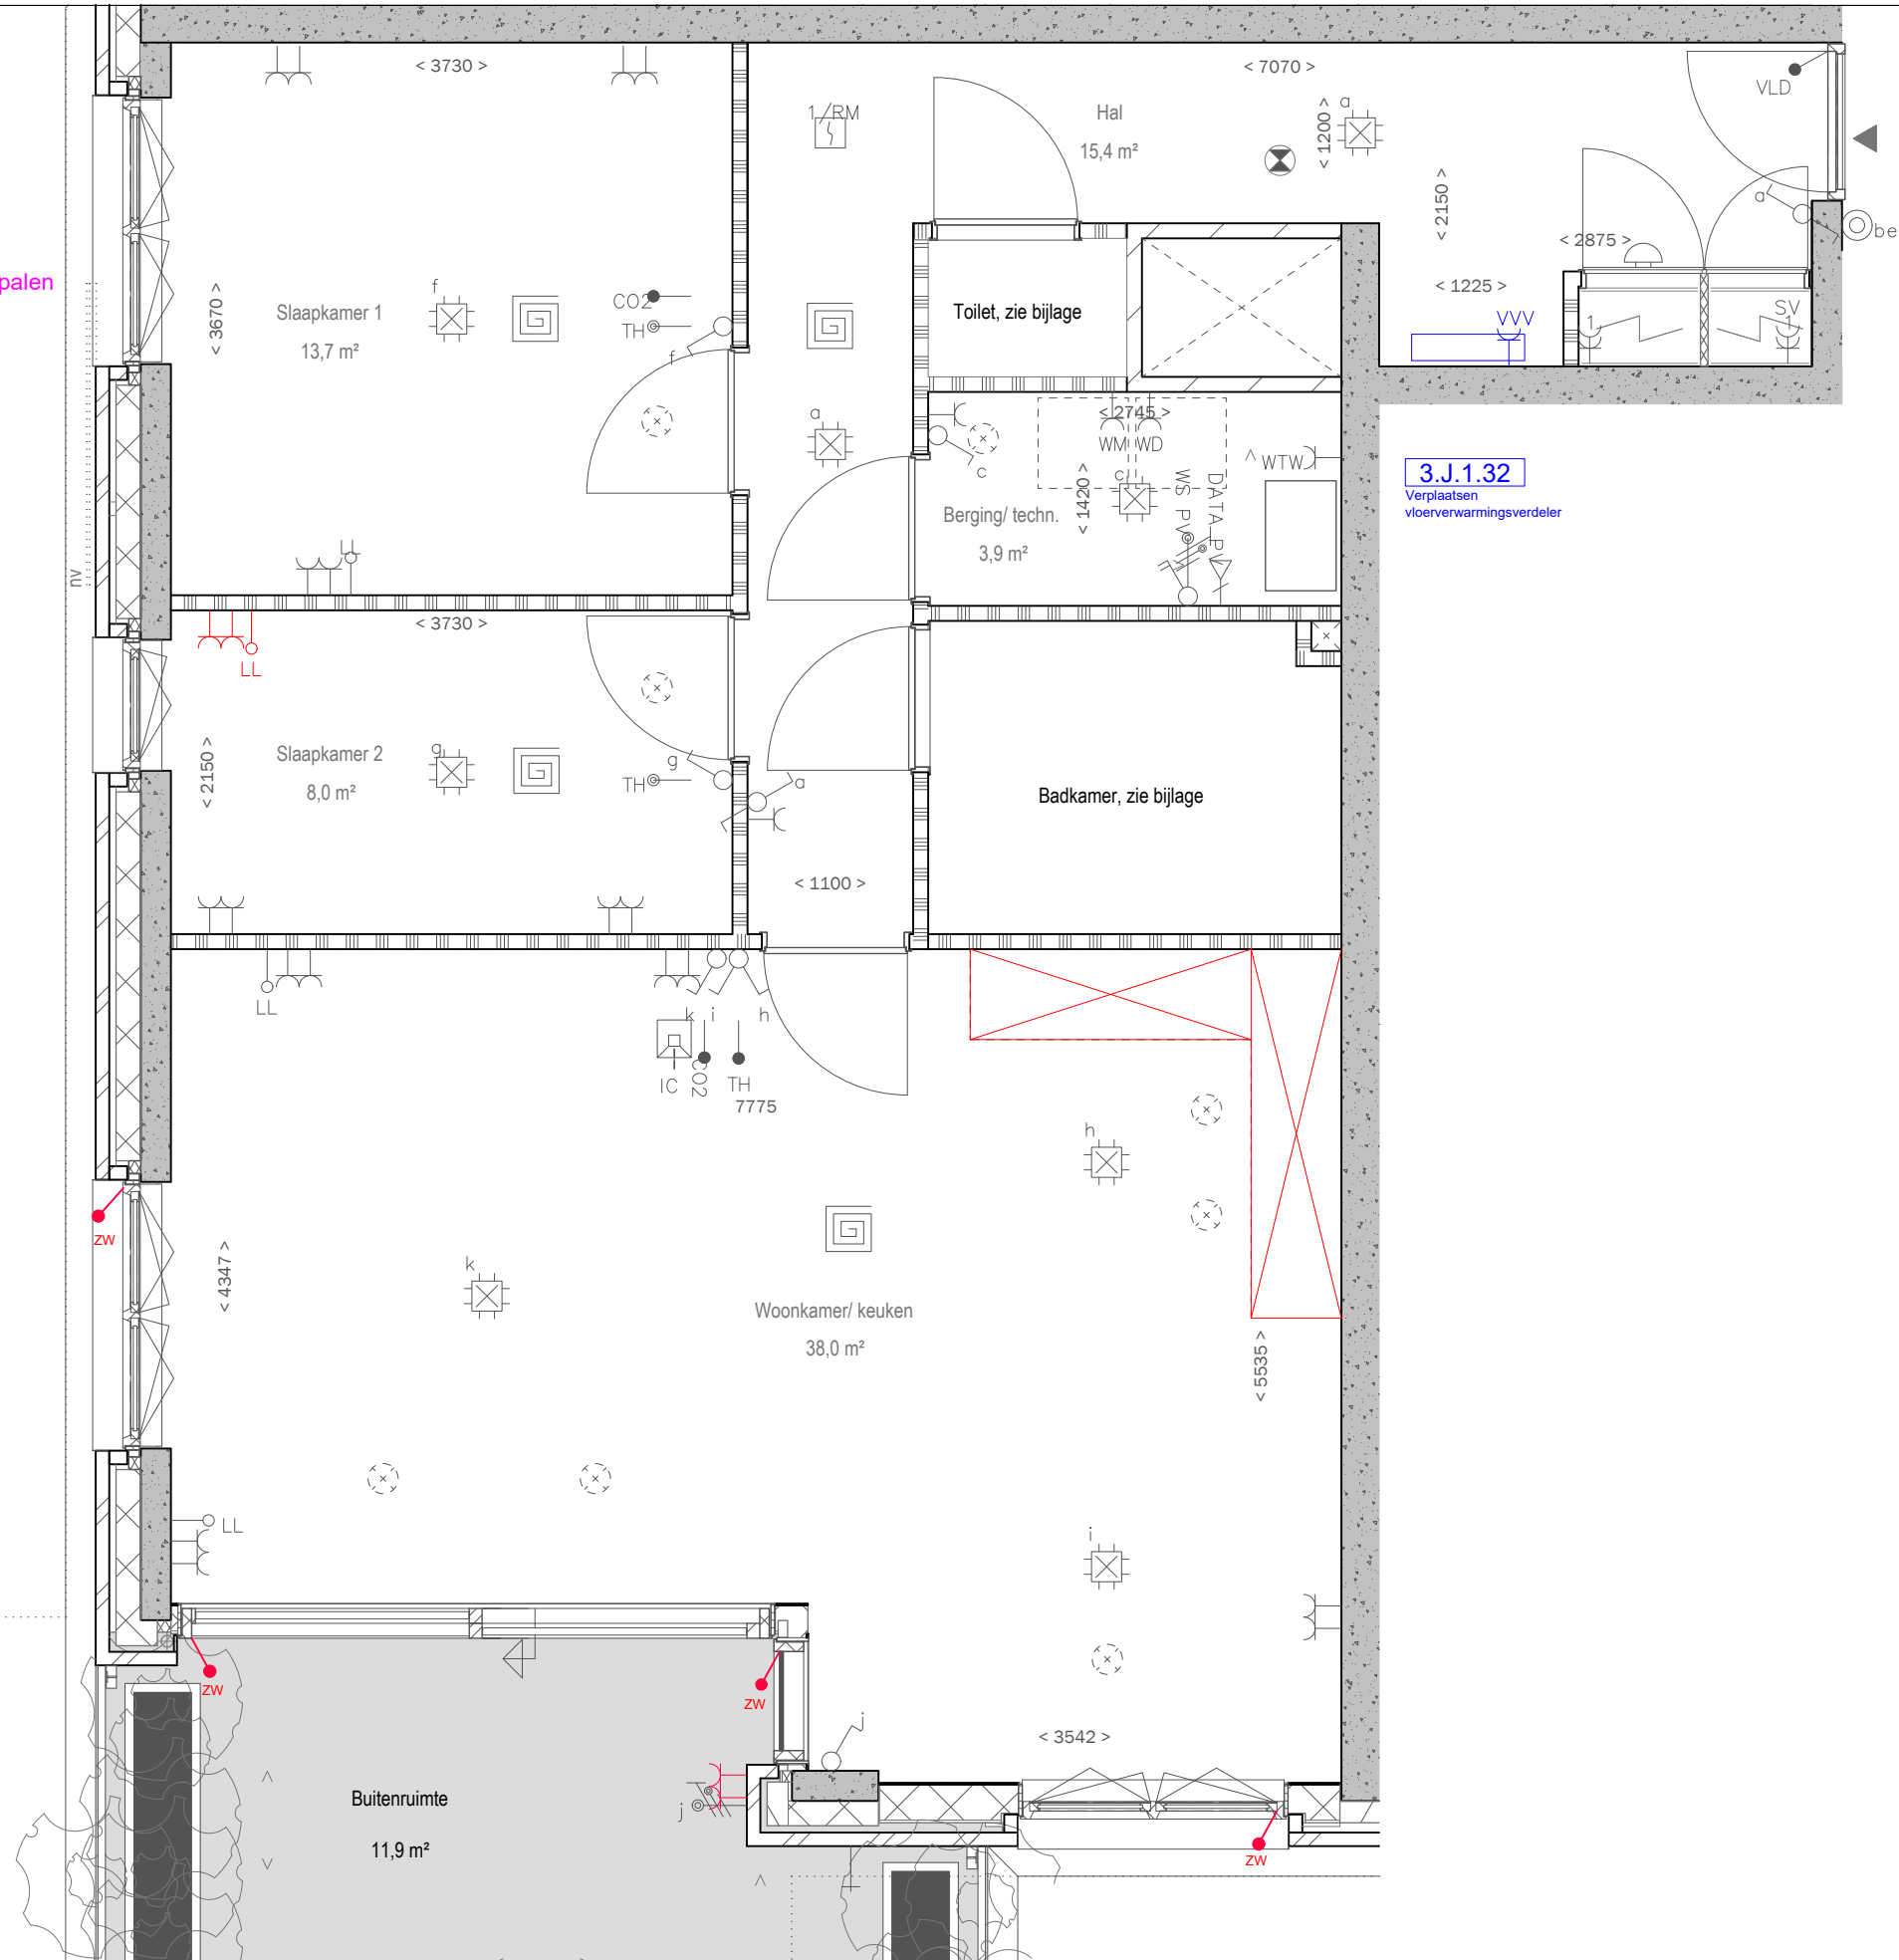 < 3730 >
< 7070 >
VLD
1 /RM
Hal
15,4 m²
< 1200 >
a
< 2150 >
a
be
< 2875 >
palen
< 1225 >
VVV
SV
1
1
f
CO2
TH
f
Slaapkamer 1
13,7 m²
< 3670 >
Toilet, zie bijlage
a
< 2745 >
WM
WD
c
c
^ WTW
WS PV
DATA PV
< 1420 >
Berging/ techn.
3,9 m²
3.J.1.32
Verplaatsen
vloerverwarmingsverdeler
LL
nv
< 3730 >
LL
Slaapkamer 2
8,0 m²
g
TH
g
a
< 2150 >
Badkamer, zie bijlage
< 1100 >
LL
k
i
h
IC
CO2
TH
7775
h
zw
< 4347 >
k
Woonkamer/ keuken
38,0 m²
< 5535 >
LL
i
zw
zw
j
< 3542 >
j
Buitenruimte
11,9 m²
zw